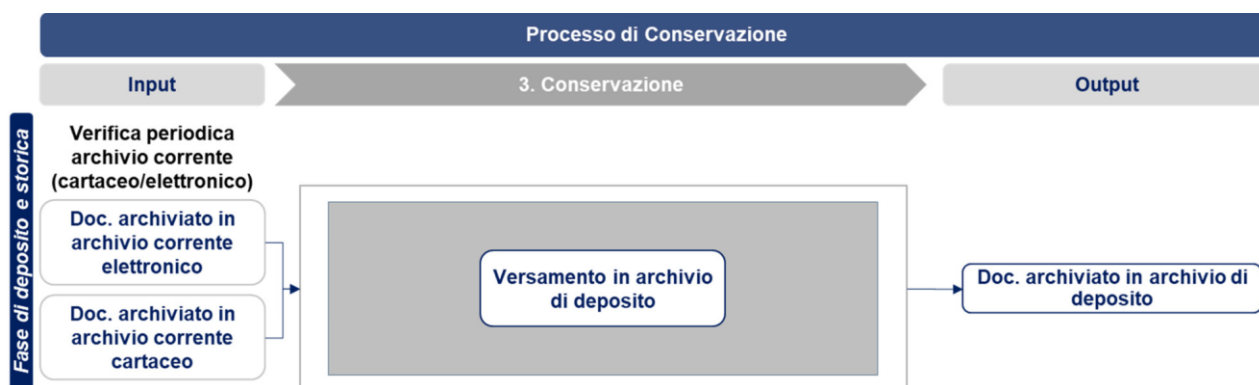 Processo di Conservazione
Input
3. Conservazione
Output
Fase di deposito e storica
Verifica periodica
archivio corrente
(cartaceo/elettronico)
Doc. archiviato in
archivio corrente
elettronico
Doc. archiviato in
archivio corrente
cartaceo
Versamento in archivio
di deposito
Doc. archiviato in archivio di
deposito